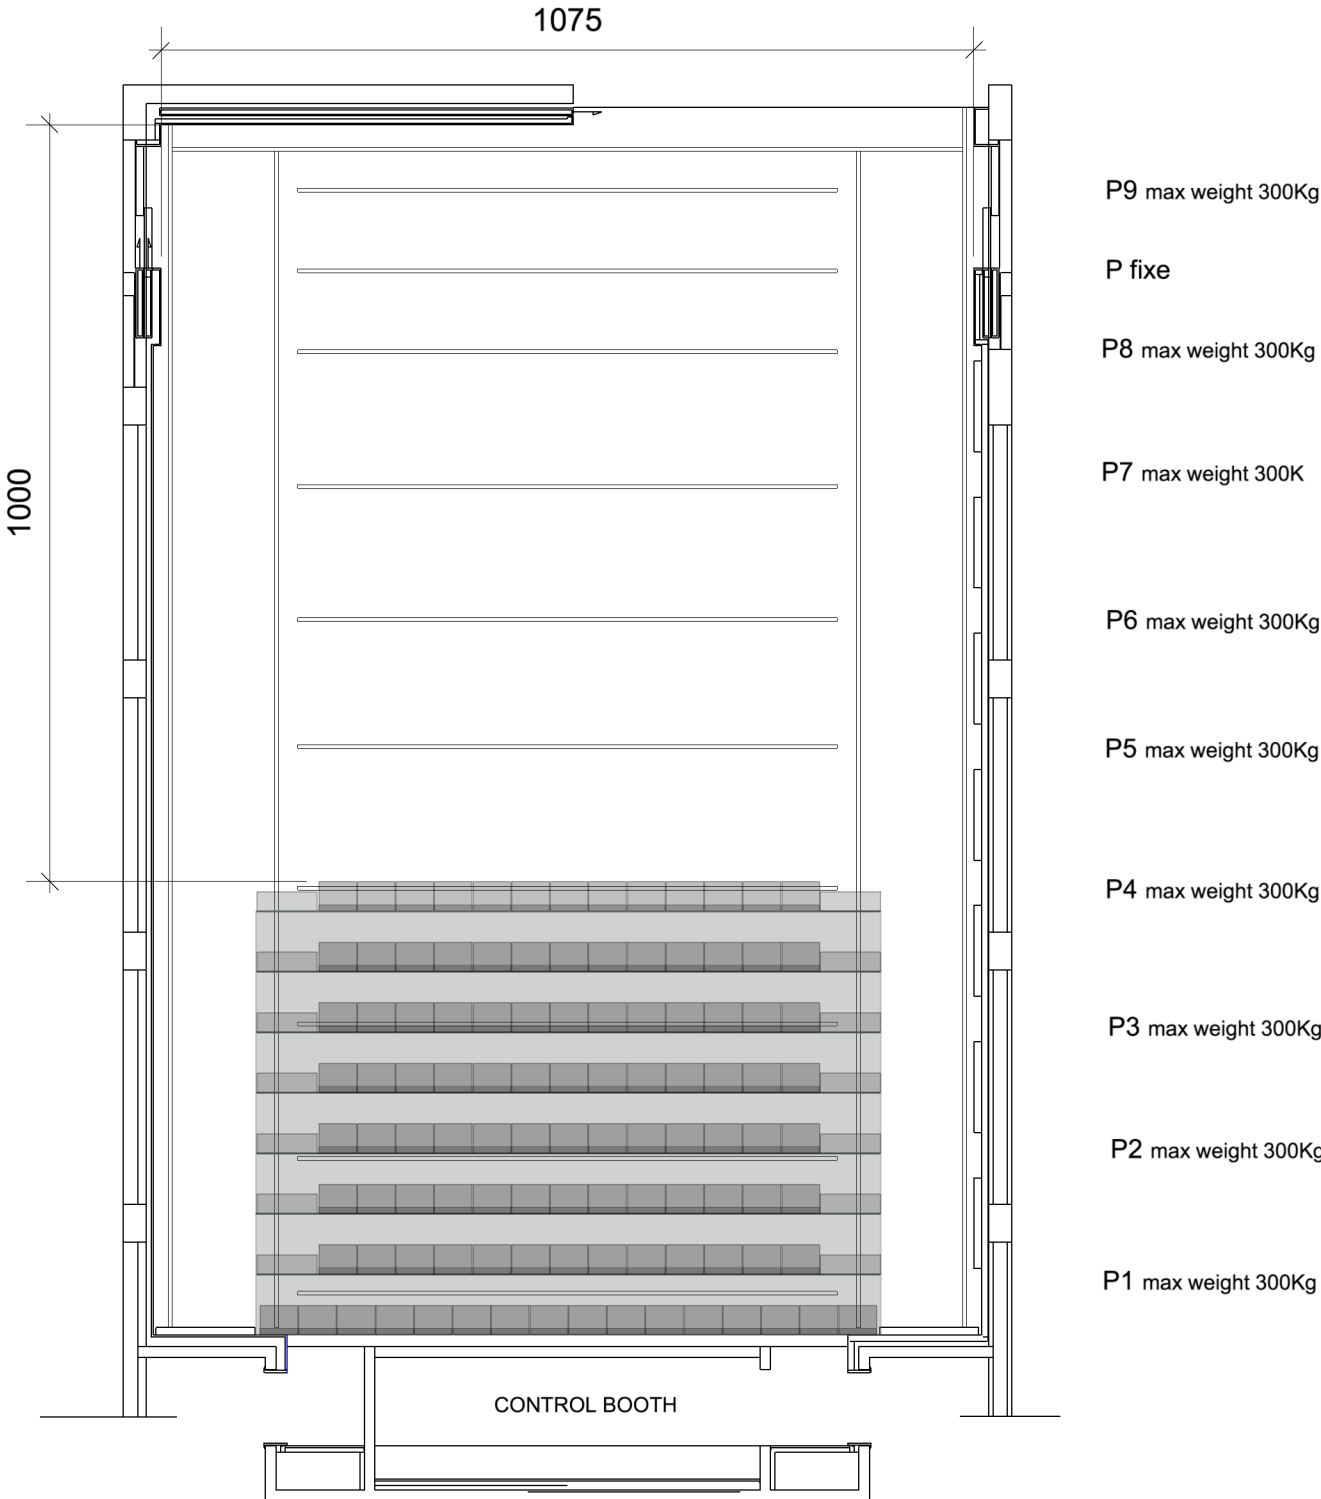 1075
1000
P9 max weight 300Kg
P fixe
P8 max weight 300Kg
P7 max weight 300K
P6 max weight 300Kg
P5 max weight 300Kg
P4 max weight 300Kg
P3 max weight 300Kg
P2 max weight 300Kg
P1 max weight 300Kg
CONTROL BOOTH